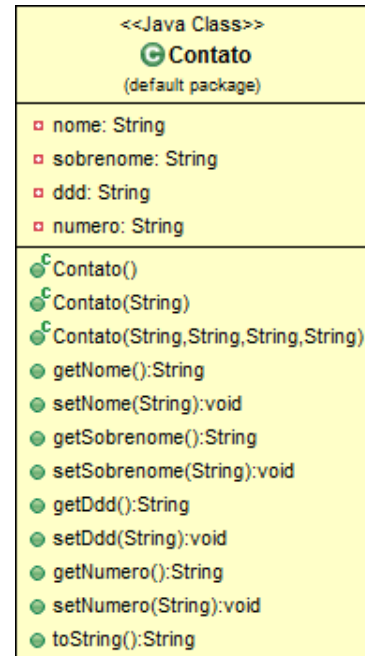 <<Java Class>>
Contato
(default package)
nome: String
sobrenome: String
ddd: String
numero: String
Contato()
Contato(String)
Contato(String,String,String,String)
getNome():String
setNome(String):void
getSobrenome():String
setSobrenome(String):void
getDdd():String
setDdd(String):void
getNumero():String
setNumero(String):void
toString():String